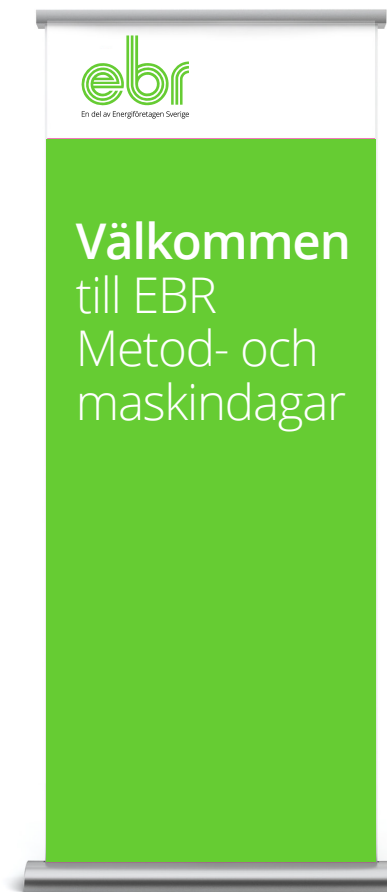 ebr
En del av Energiföretagen Sverige
Välkommen
till EBR
Metod- och
maskindagar